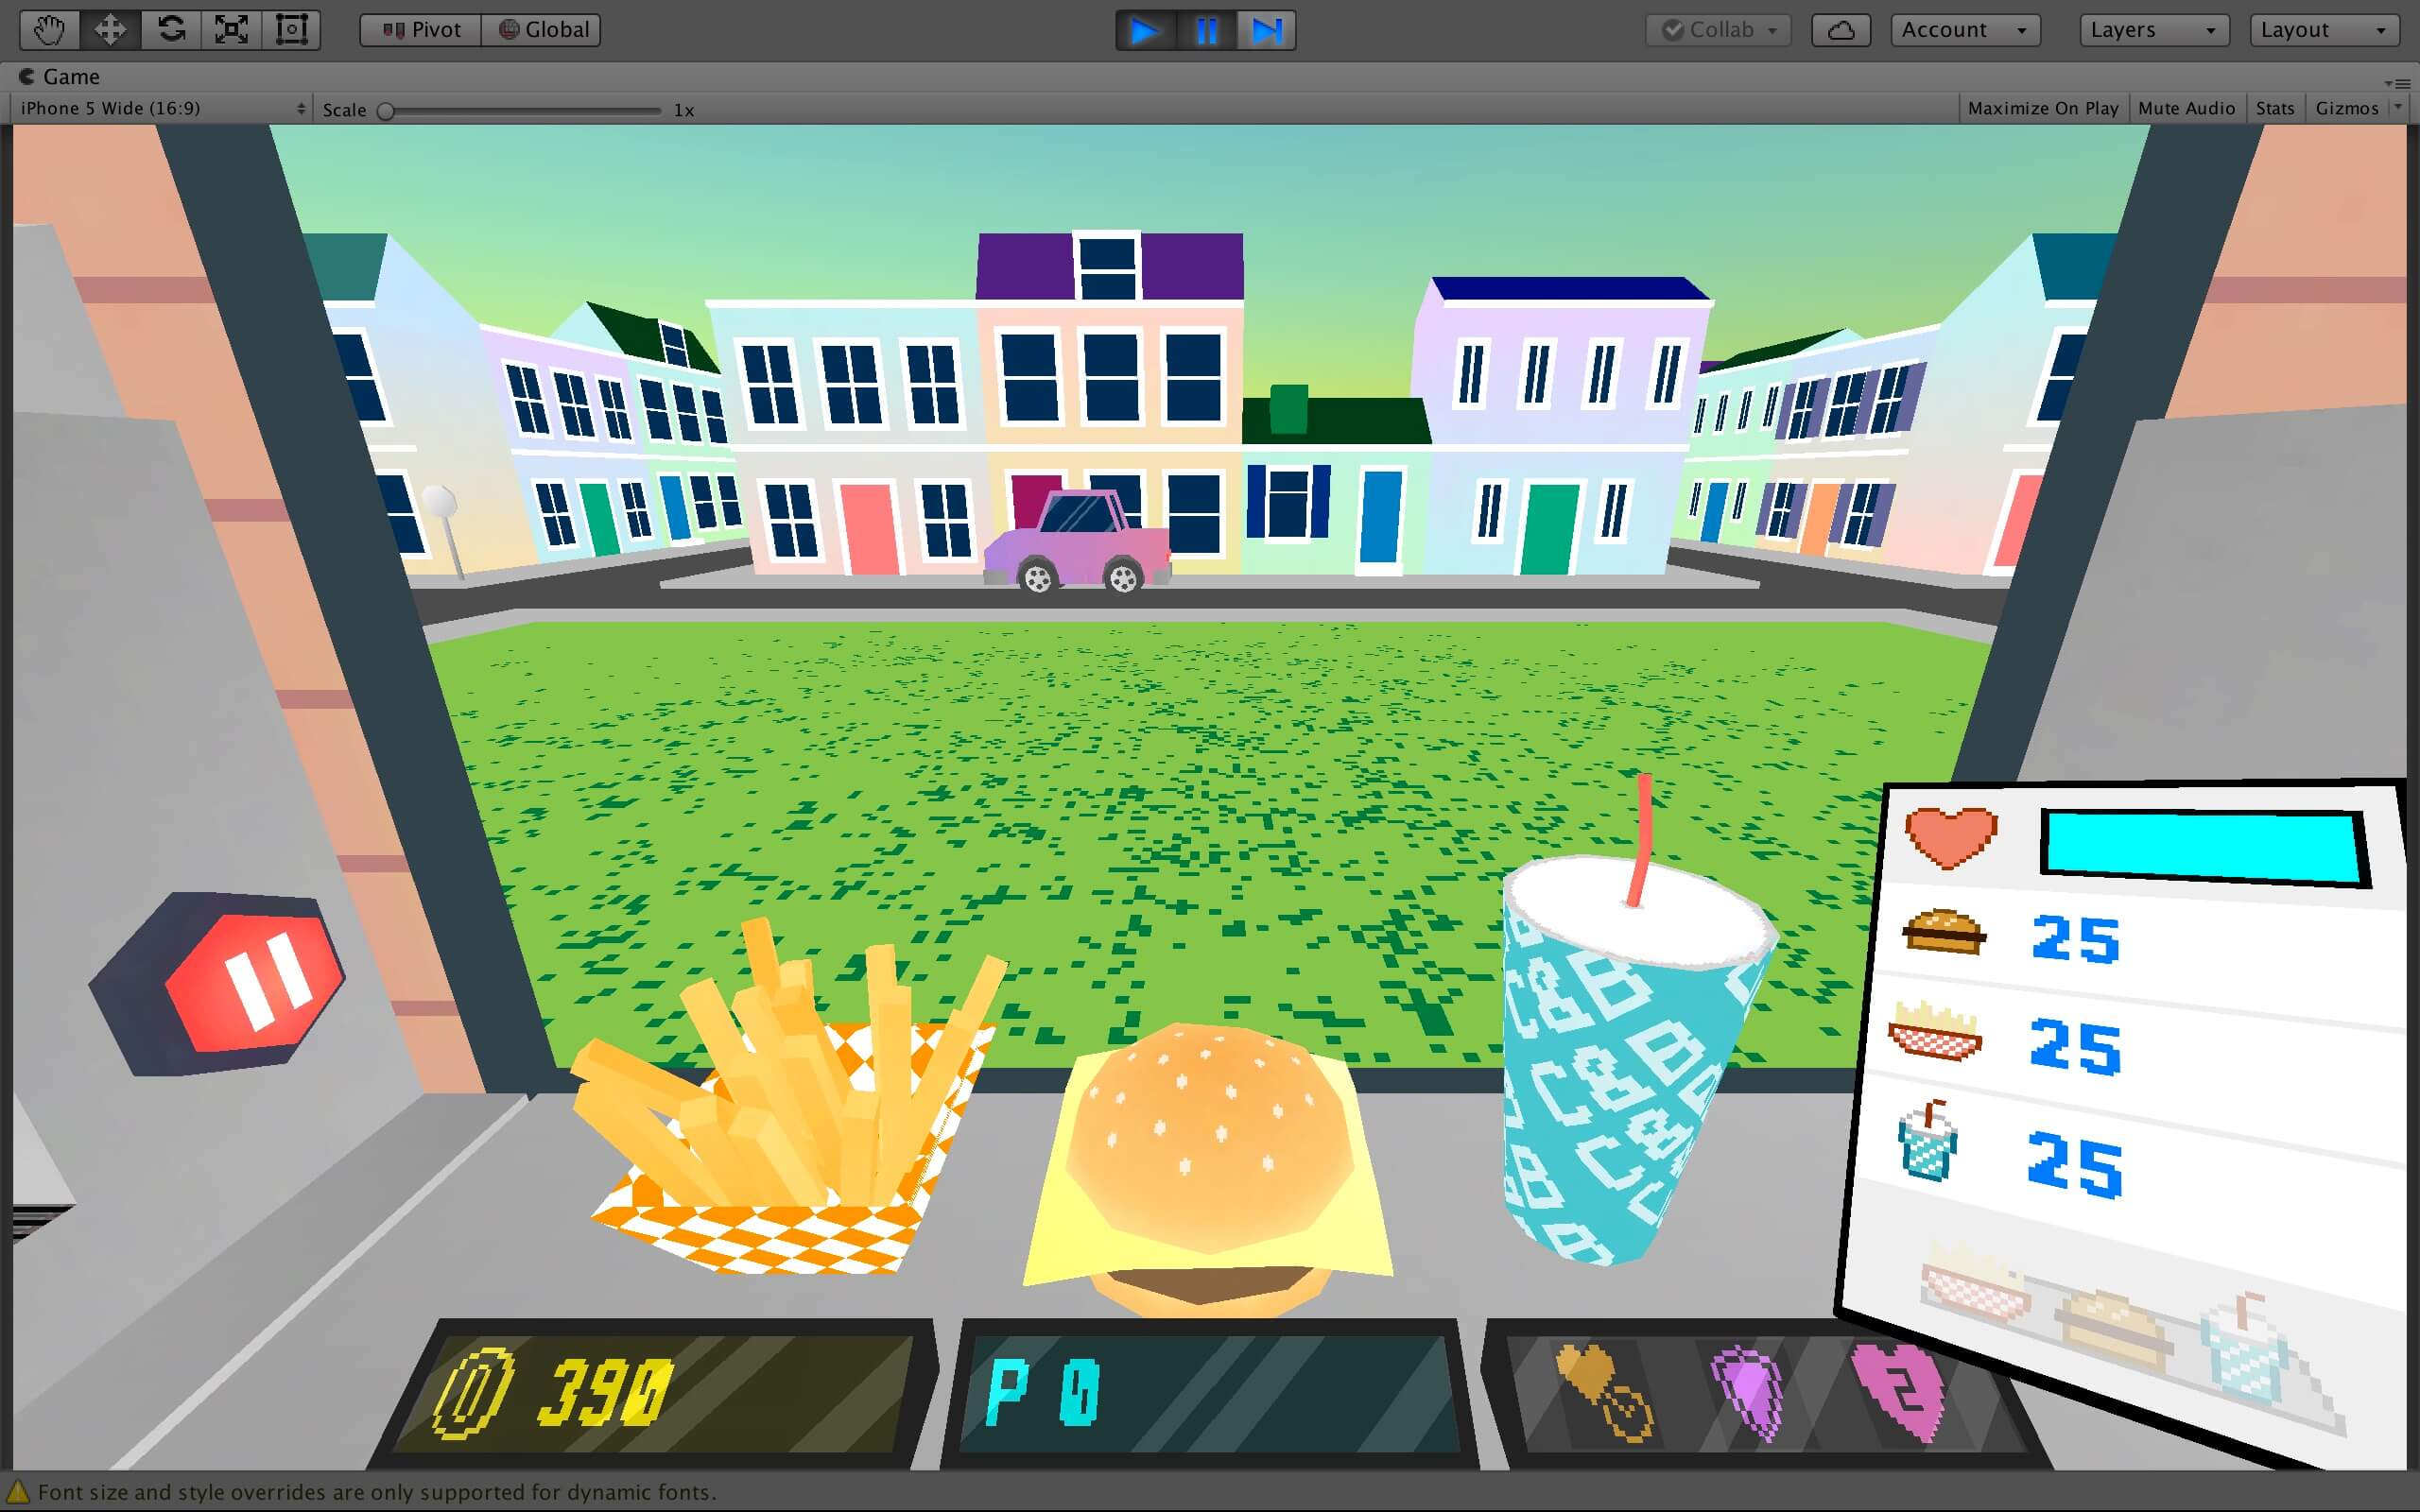 Pivot
Global
Collab
Account
Layers
Layout
Game
iPhone 5 Wide (16:9)
Scale
1x
Maximize On Play
Mute Audio
Stats
Gizmos
25
25
25
C&B
C&B
390
P 0
2
Font size and style overrides are only supported for dynamic fonts.